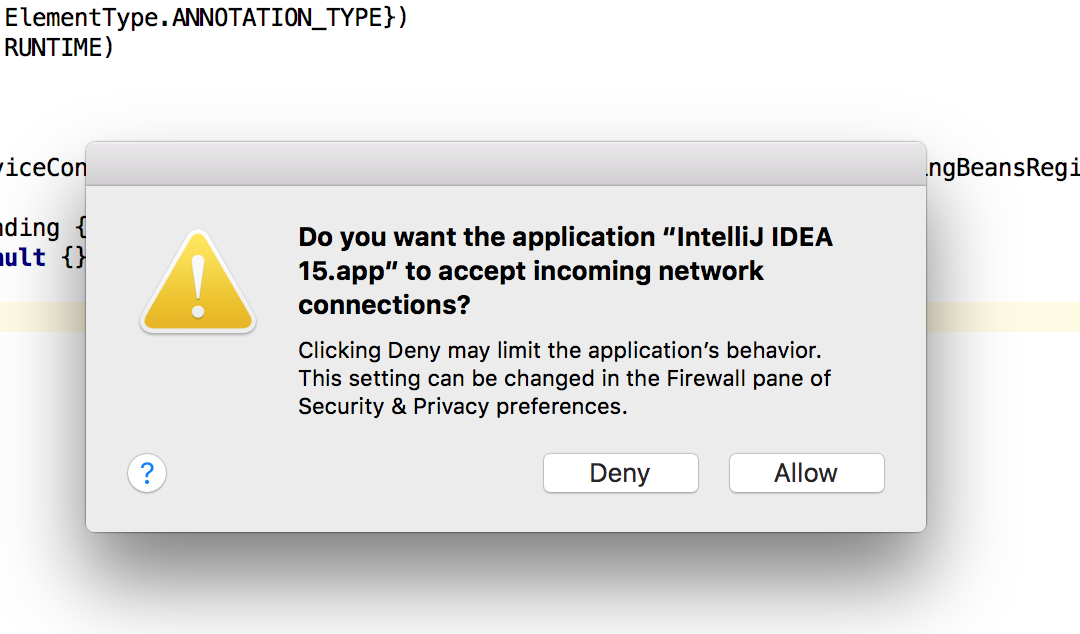 ElementType.ANNOTATION_TYPE})
RUNTIME)
viceCon
ngBeansRegi
nding {
ault {}
Do you want the application “IntelliJ IDEA
15.app” to accept incoming network
connections?
Clicking Deny may limit the application’s behavior.
This setting can be changed in the Firewall pane of
Security & Privacy preferences.
?
Deny
Allow